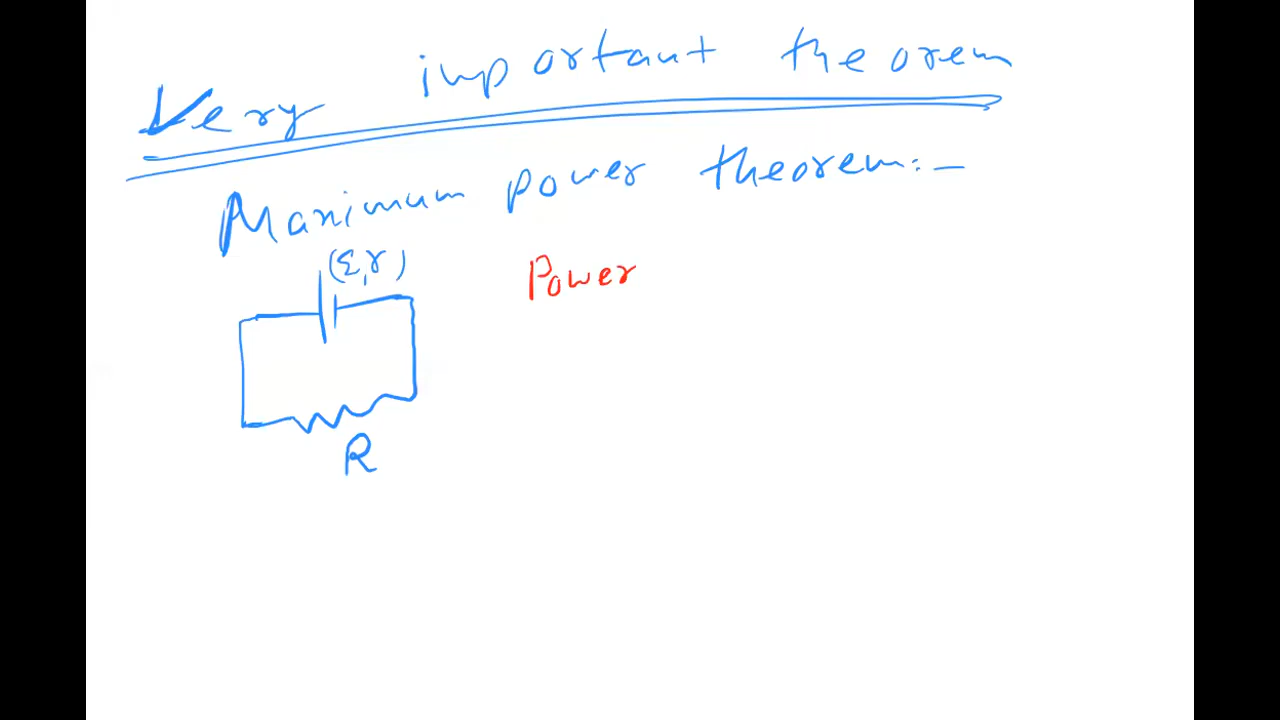 Very important theorem
Maximum power theorem:-
(Σ,r)
Power
R